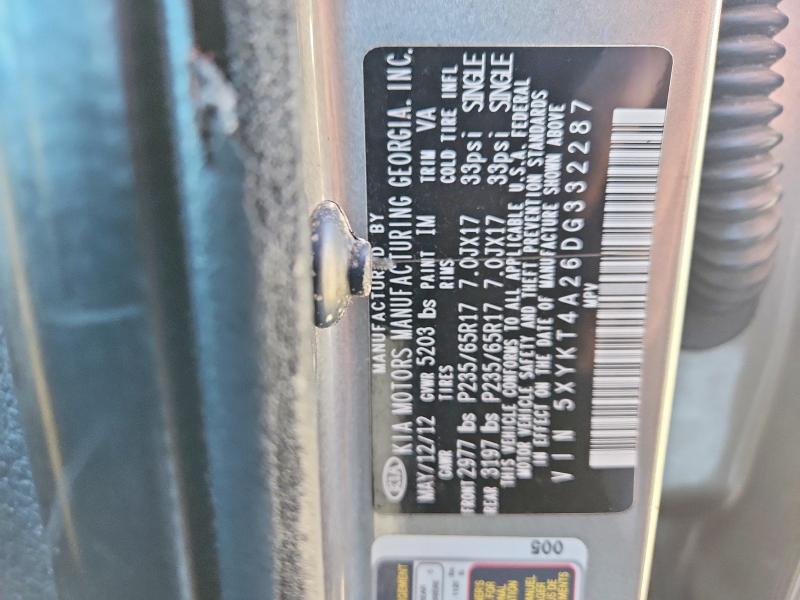 MANUFACTURED BY
KIA KIA MOTORS MANUFACTURING GEORGIA. INC.
MAY/12/12 GVWR 5203 lbs PAINT IM TRIM VA
GAWR TIRES RIMS COLD TIRE INFL
FRONT 2977 lbs P235/65R17 7.0JX17 33psi SINGLE
REAR 3197 lbs P235/65R17 7.0JX17 33psi SINGLE
THIS VEHICLE CONFORMS TO ALL APPLICABLE U.S.A. FEDERAL
MOTOR VEHICLE SAFETY AND THEFT PREVENTION STANDARDS
IN EFFECT ON THE DATE OF MANUFACTURE SHOWN ABOVE
VIN 5XYKT4A26DG332287
MPV
005